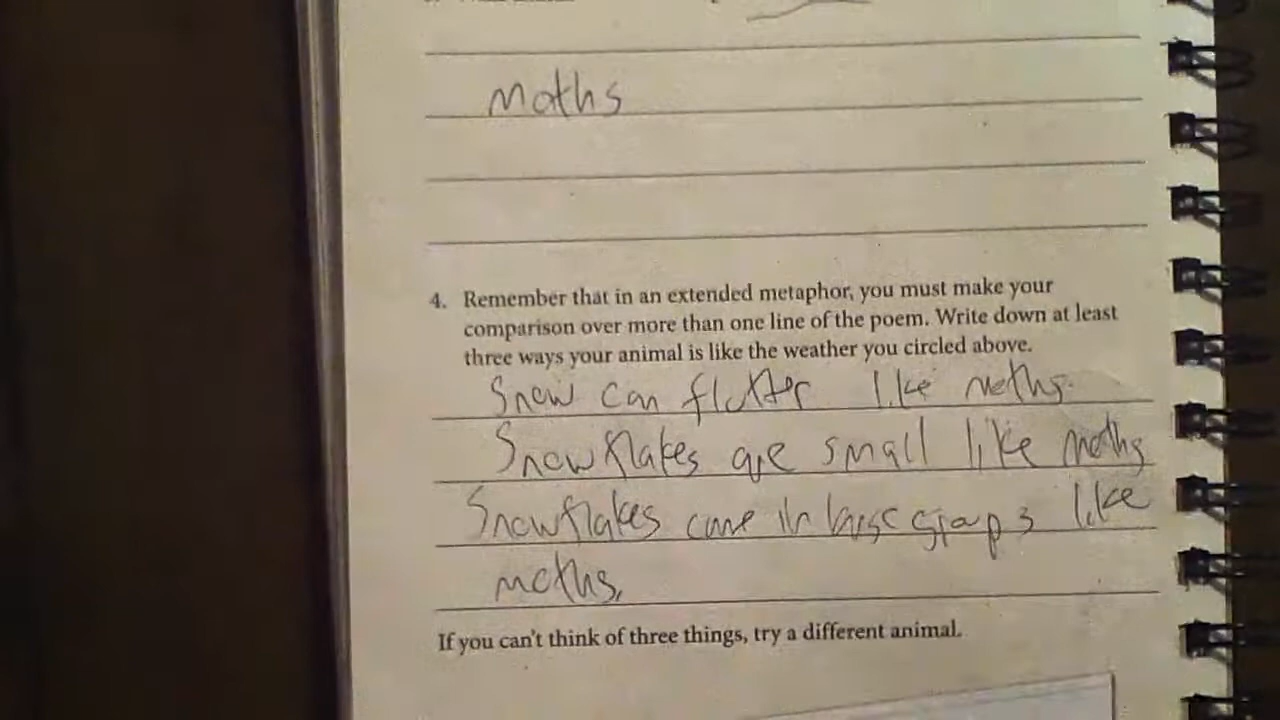 moths
4. Remember that in an extended metaphor, you must make your
comparison over more than one line of the poem. Write down at least
three ways your animal is like the weather you circled above.
Snow can flutter like moths.
Snowflakes are small like moths
Snowflakes come in large groups like
moths.
If you can't think of three things, try a different animal.